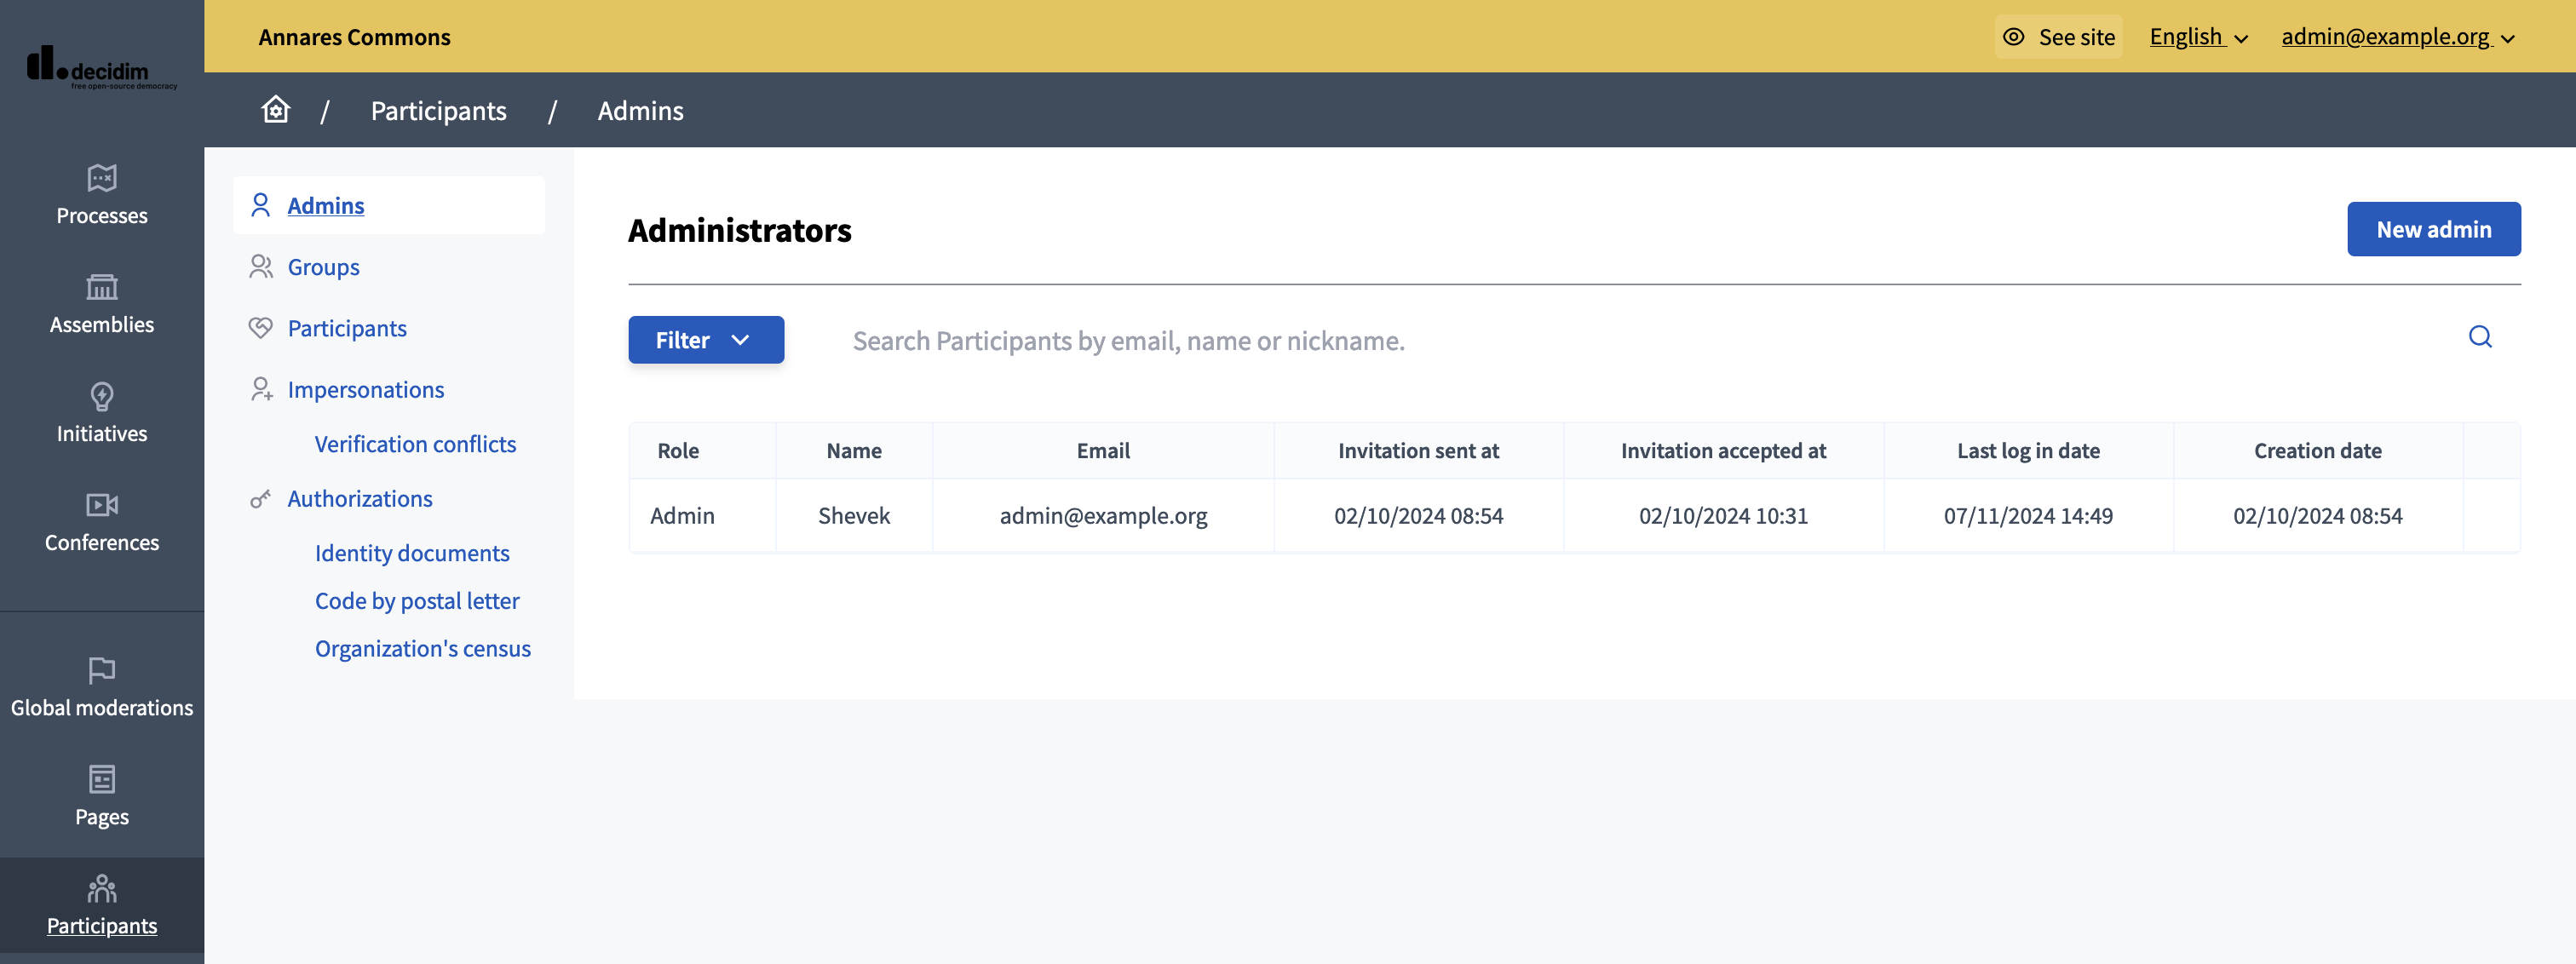 decidim
free open-source democracy
Annares Commons
See site
English
admin@example.org
/ Participants / Admins
Processes
Assemblies
Initiatives
Conferences
Global moderations
Pages
Participants
Admins
Groups
Participants
Impersonations
Verification conflicts
Authorizations
Identity documents
Code by postal letter
Organization's census
Administrators
New admin
Filter
Search Participants by email, name or nickname.
Role Name Email Invitation sent at Invitation accepted at Last log in date Creation date
Admin Shevek admin@example.org 02/10/2024 08:54 02/10/2024 10:31 07/11/2024 14:49 02/10/2024 08:54